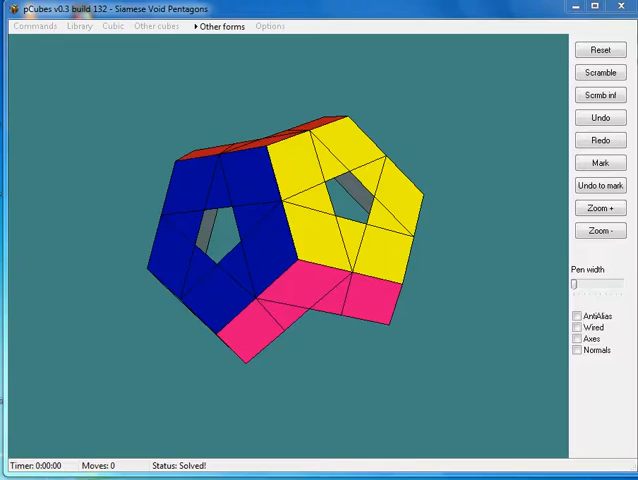 pCubes v0.3 build 132 - Siamese Void Pentagons
Commands Library Cubic Other cubes Other forms Options
Reset
Scramble
Scrmb inf
Undo
Redo
Mark
Undo to mark
Zoom +
Zoom -
Pen width
AntiAlias
Wired
Axes
Normals
Timer: 0:00:00 Moves: 0 Status: Solved!